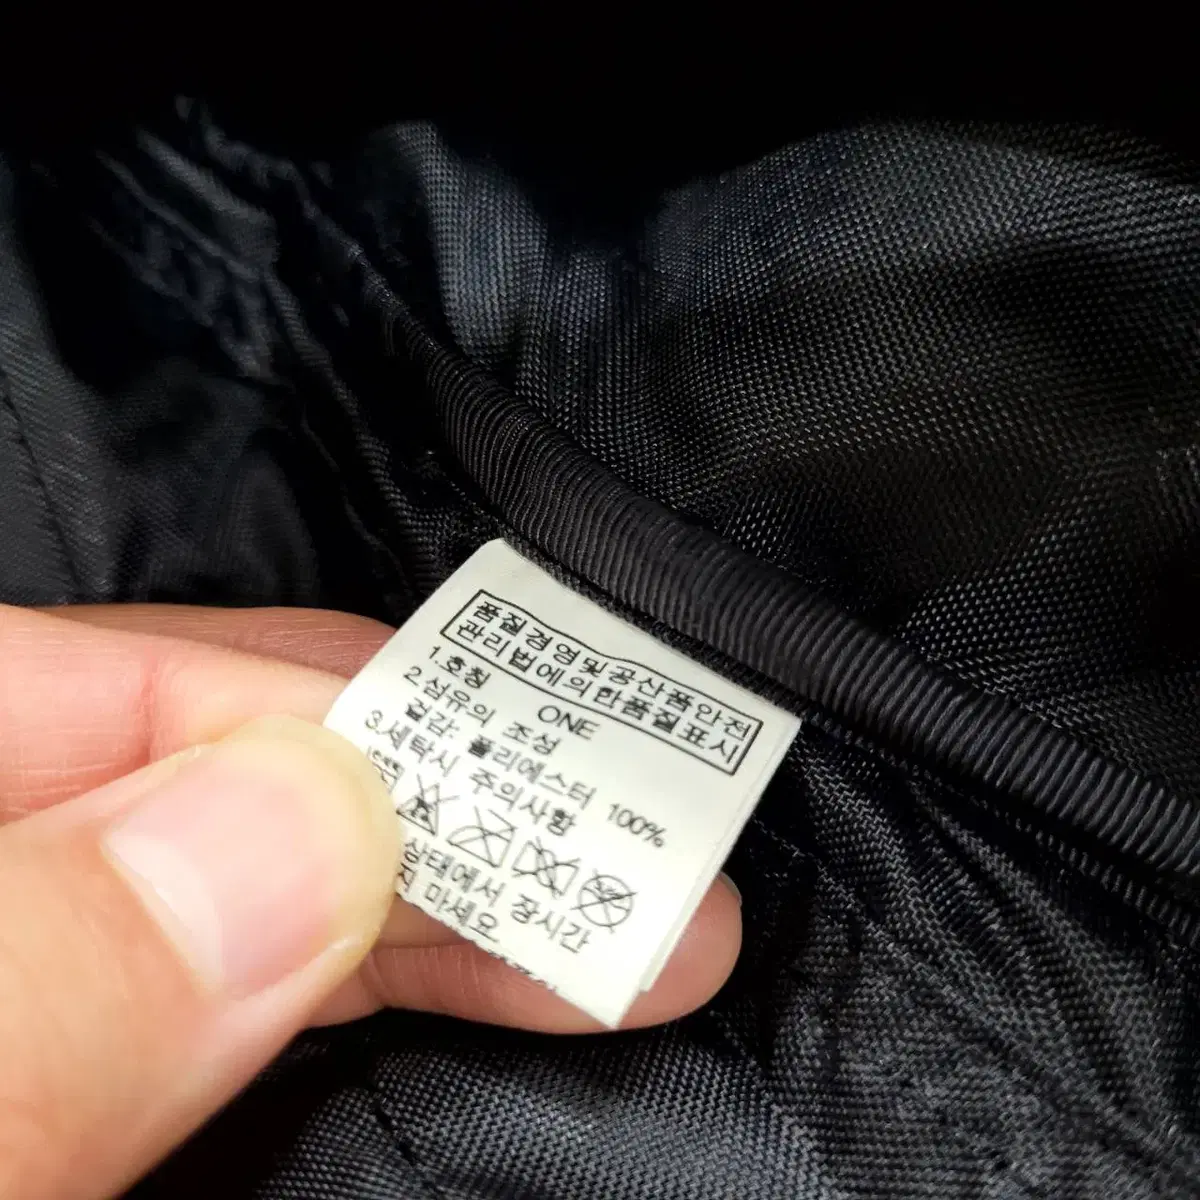 품질경영및공산품안전
관리법에의한품질표시
1.호칭 ONE
2.섬유의 조성
겉감: 폴리에스터 100%
3.세탁시 주의사항
상태에서 장시간
마세요